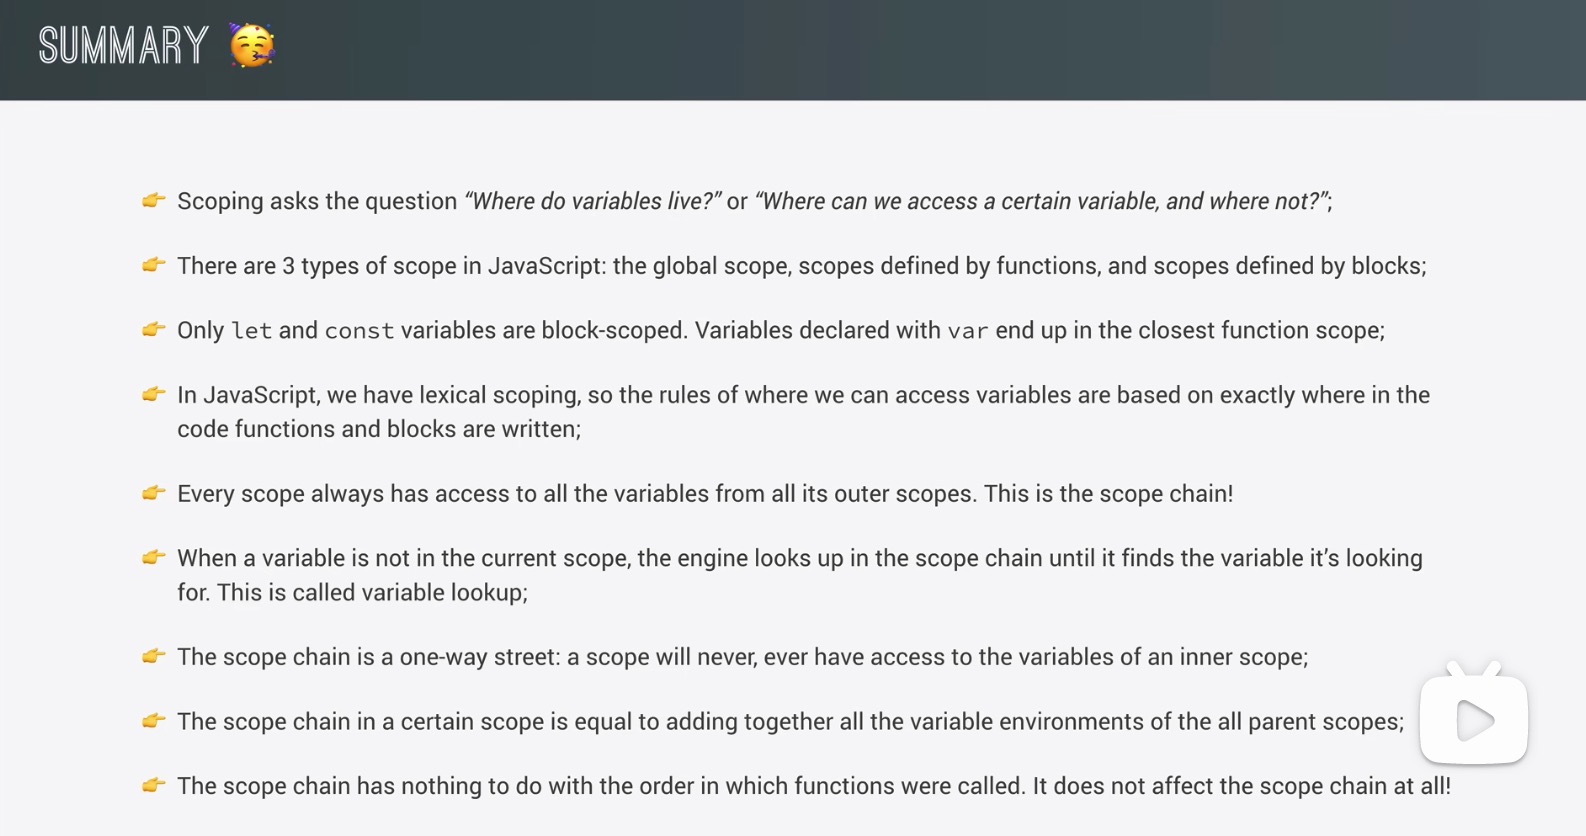 SUMMARY 🥳
👉 Scoping asks the question “Where do variables live?” or “Where can we access a certain variable, and where not?”;
👉 There are 3 types of scope in JavaScript: the global scope, scopes defined by functions, and scopes defined by blocks;
👉 Only let and const variables are block-scoped. Variables declared with var end up in the closest function scope;
👉 In JavaScript, we have lexical scoping, so the rules of where we can access variables are based on exactly where in the
code functions and blocks are written;
👉 Every scope always has access to all the variables from all its outer scopes. This is the scope chain!
👉 When a variable is not in the current scope, the engine looks up in the scope chain until it finds the variable it’s looking
for. This is called variable lookup;
👉 The scope chain is a one-way street: a scope will never, ever have access to the variables of an inner scope;
👉 The scope chain in a certain scope is equal to adding together all the variable environments of the all parent scopes;
👉 The scope chain has nothing to do with the order in which functions were called. It does not affect the scope chain at all!